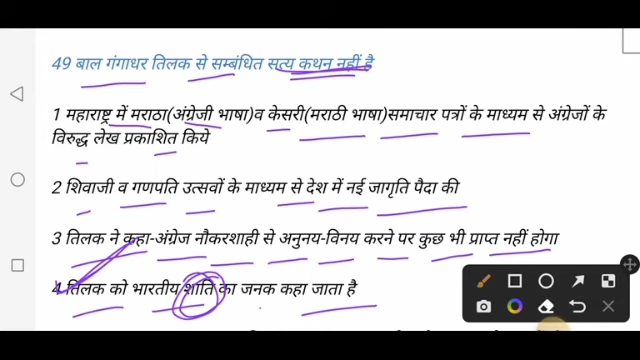 49 बाल गंगाधर तिलक से सम्बंधित सत्य कथन नहीं है
1 महाराष्ट्र में मराठा(अंग्रेजी भाषा)व केसरी(मराठी भाषा)समाचार पत्रों के माध्यम से अंग्रेजों के
विरुद्ध लेख प्रकाशित किये
2 शिवाजी व गणपति उत्सवों के माध्यम से देश में नई जागृति पैदा की
3 तिलक ने कहा-अंग्रेज नौकरशाही से अनुनय-विनय करने पर कुछ भी प्राप्त नहीं होगा
4 तिलक को भारतीय शांति का जनक कहा जाता है